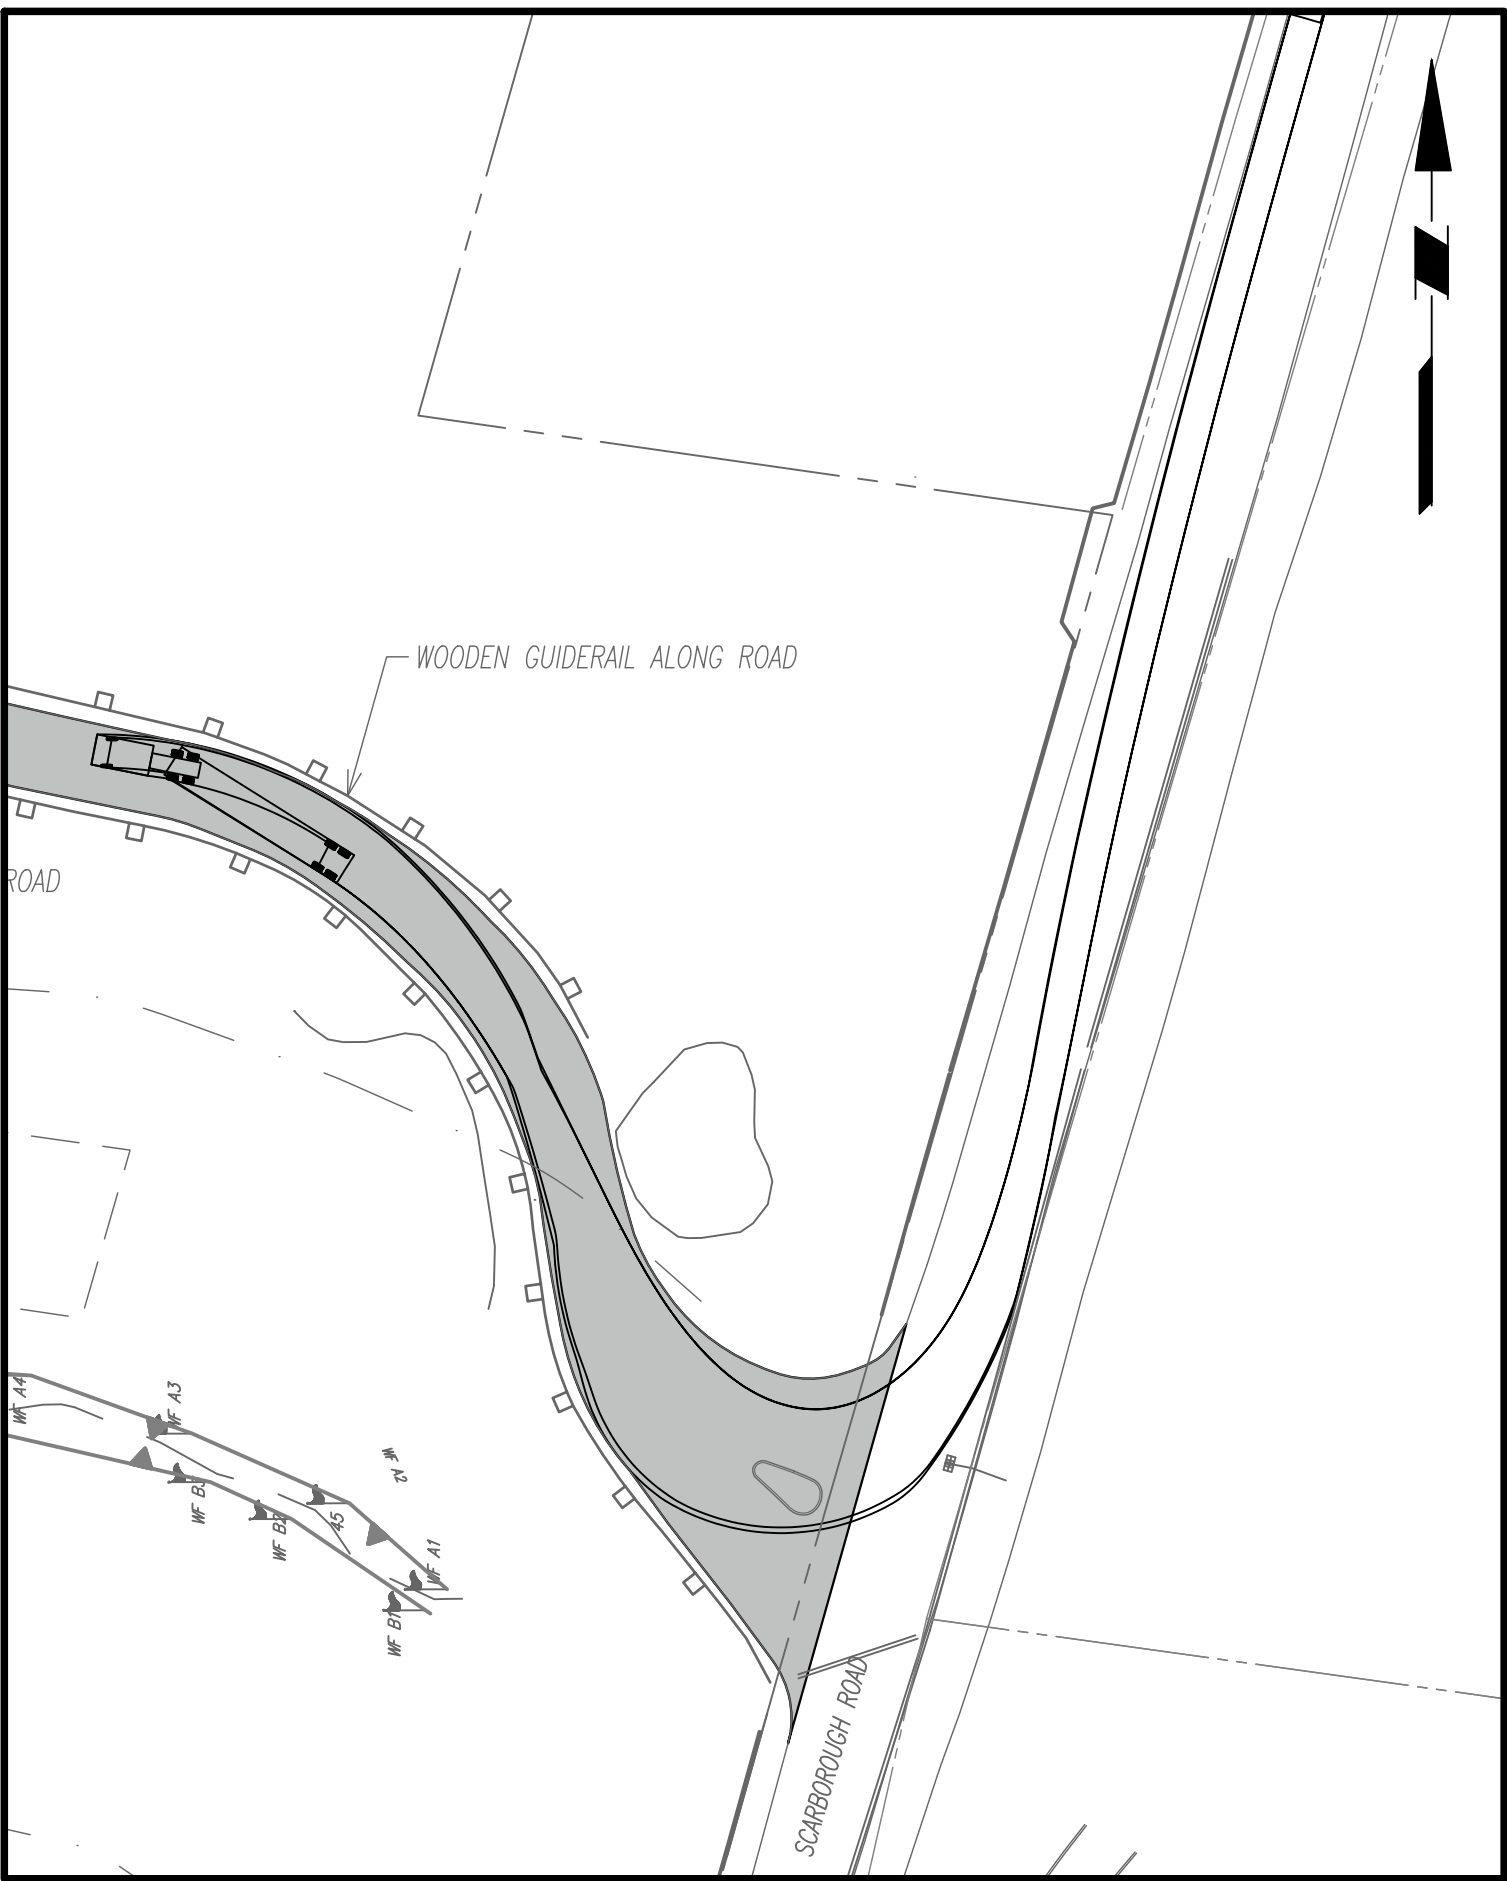 WOODEN GUIDERAIL ALONG ROAD
ROAD
WF A4
WF A3
WF A2
WF B3
WF B2
45
WF A1
WF B1
SCARBOROUGH ROAD